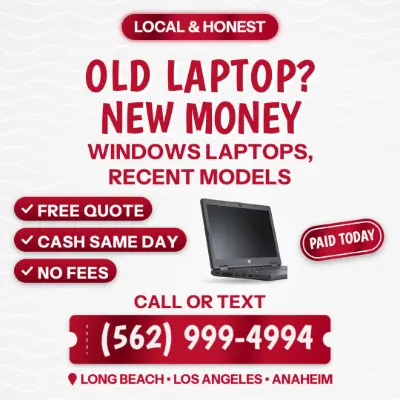 LOCAL & HONEST
OLD LAPTOP?
NEW MONEY
WINDOWS LAPTOPS,
RECENT MODELS
FREE QUOTE
CASH SAME DAY
NO FEES
PAID TODAY
CALL OR TEXT
(562) 999-4994
LONG BEACH • LOS ANGELES • ANAHEIM